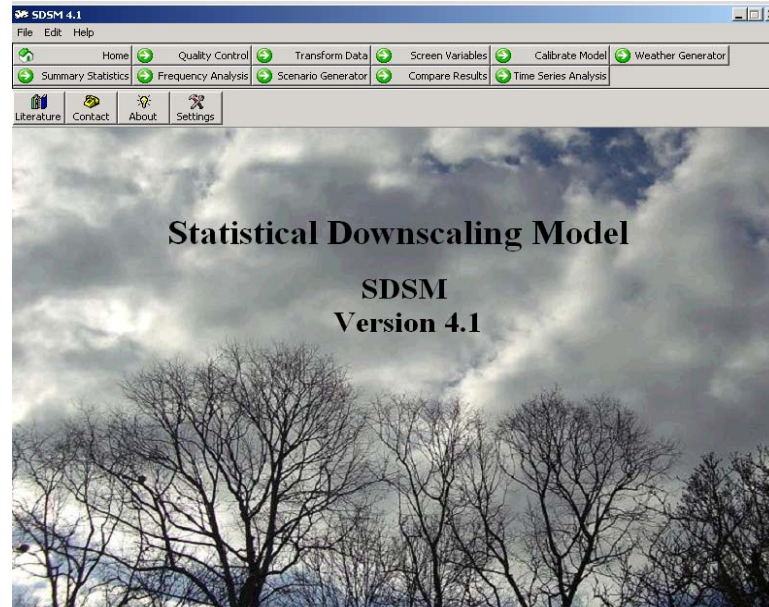 SDSM 4.1
File Edit Help
Home Quality Control Transform Data Screen Variables Calibrate Model Weather Generator
Summary Statistics Frequency Analysis Scenario Generator Compare Results Time Series Analysis
Literature Contact About Settings
Statistical Downscaling Model
SDSM
Version 4.1